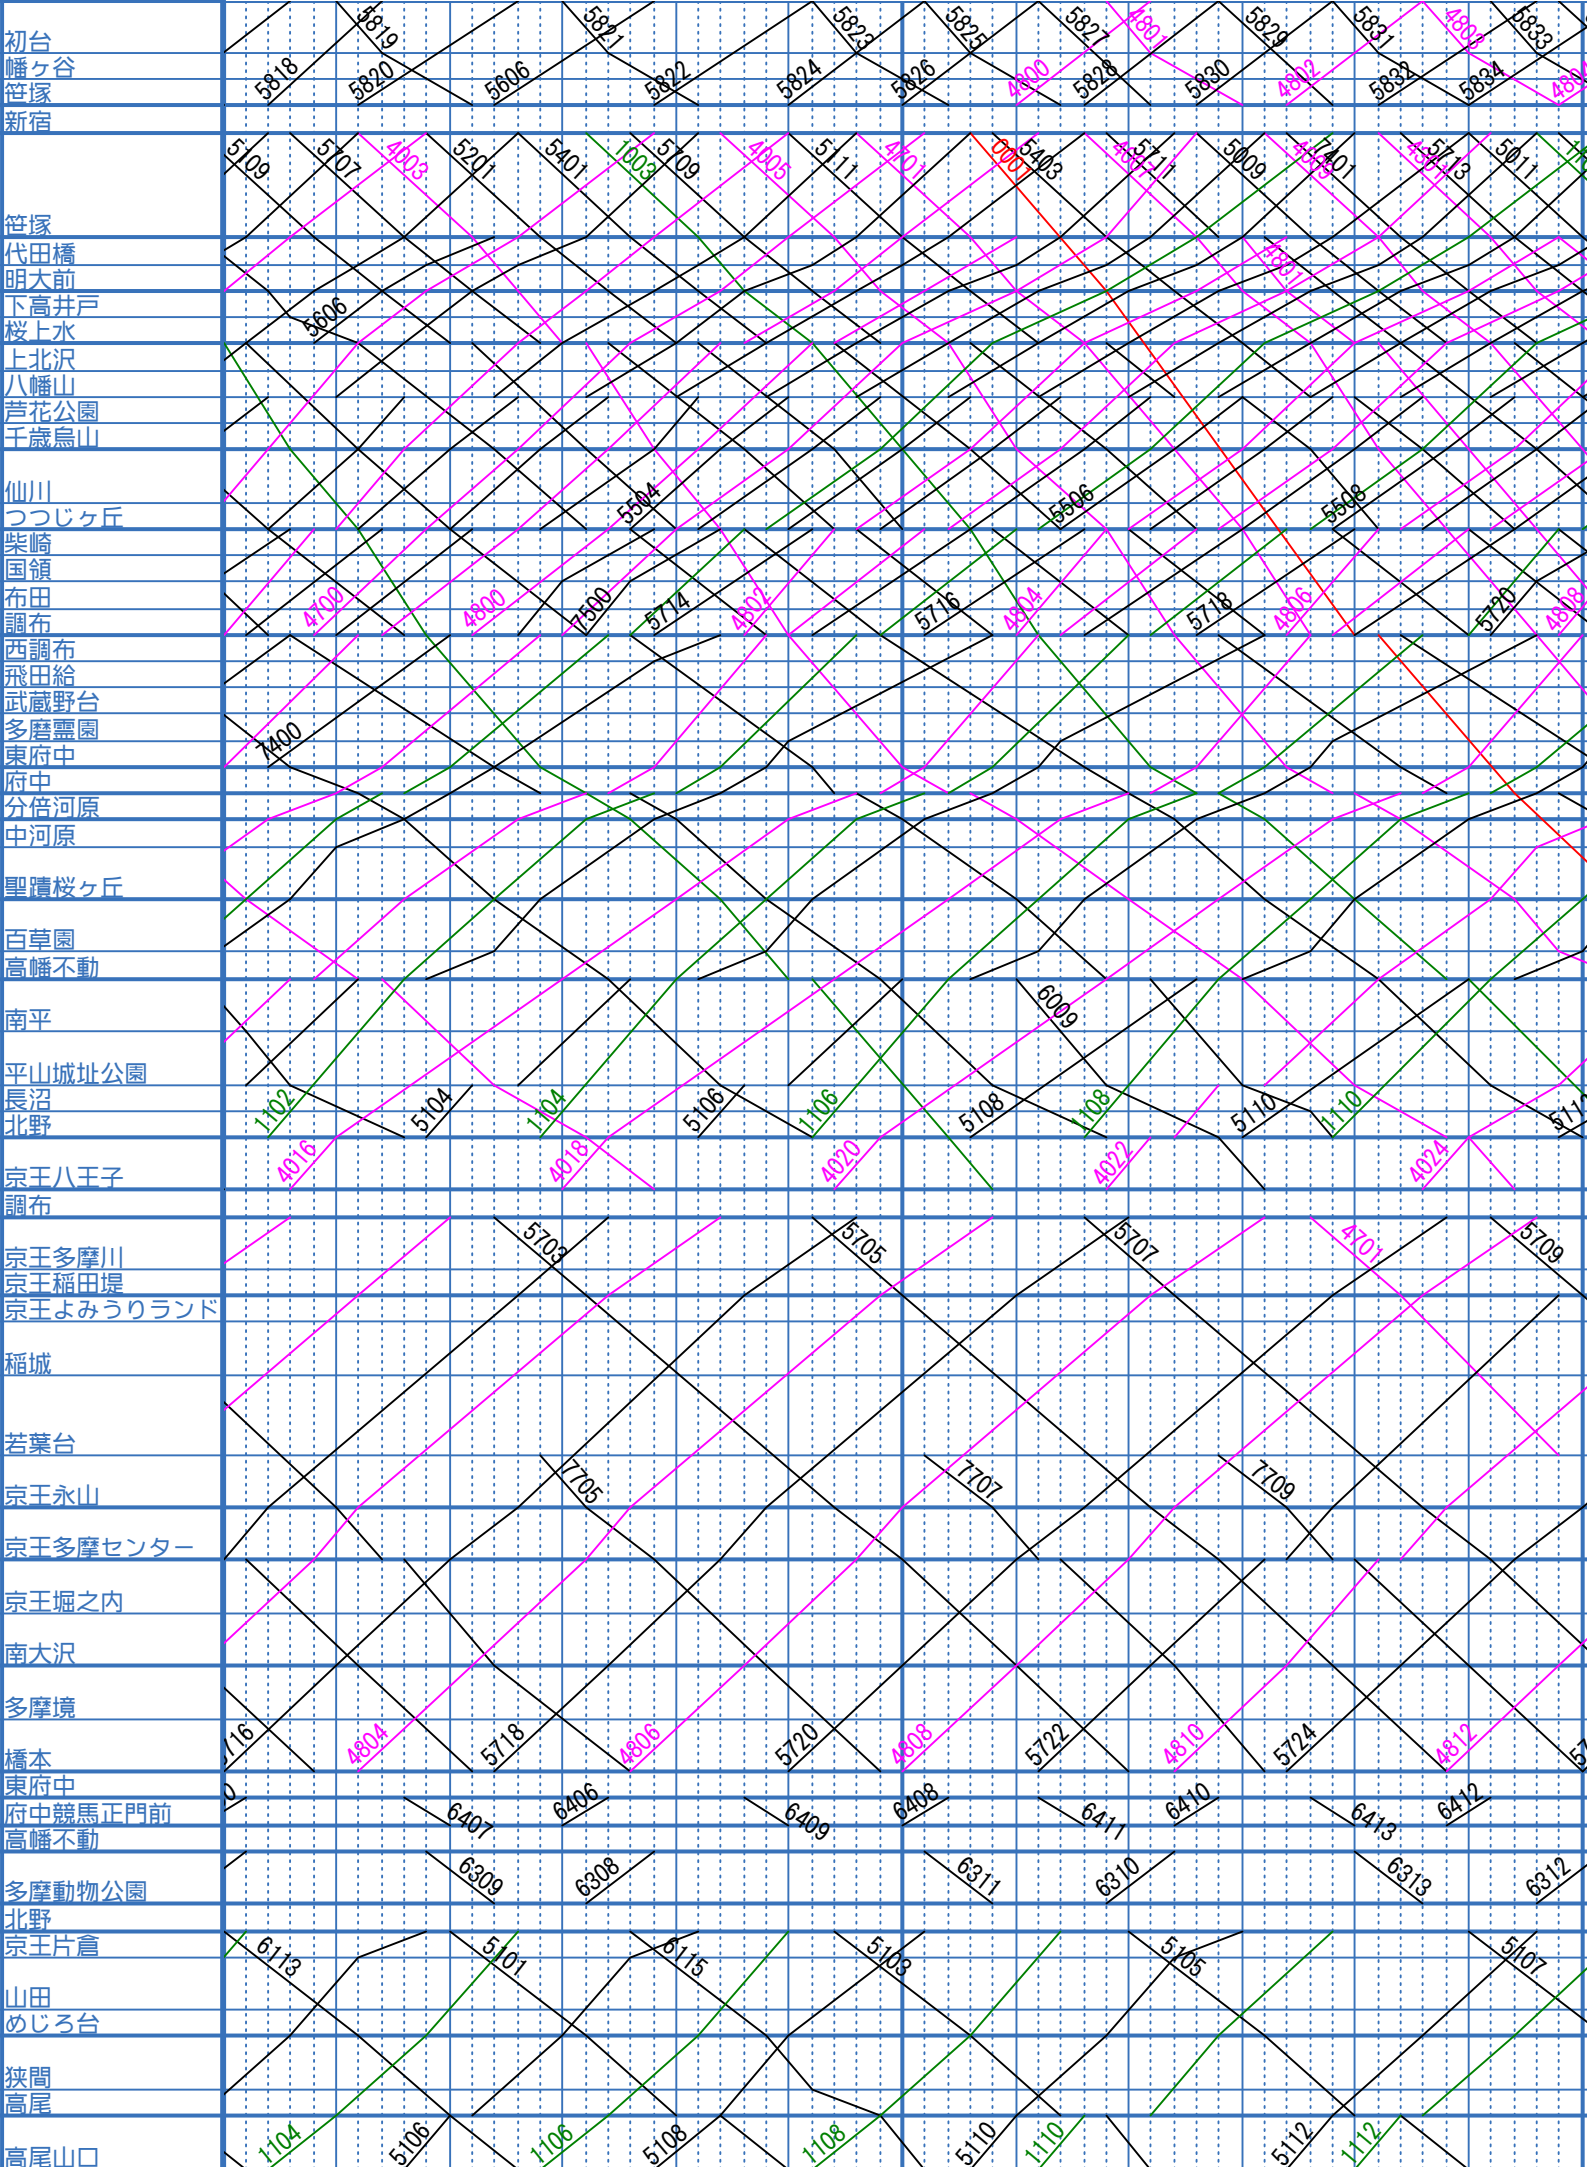 初台
幡ヶ谷
笹塚
新宿
笹塚
代田橋
明大前
下高井戸
桜上水
上北沢
八幡山
芦花公園
千歳烏山
仙川
つつじヶ丘
柴崎
国領
布田
調布
西調布
飛田給
武蔵野台
多磨霊園
東府中
府中
分倍河原
中河原
聖蹟桜ヶ丘
百草園
高幡不動
南平
平山城址公園
長沼
北野
京王八王子
調布
京王多摩川
京王稲田堤
京王よみうりランド
稲城
若葉台
京王永山
京王多摩センター
京王堀之内
南大沢
多摩境
橋本
東府中
府中競馬正門前
高幡不動
多摩動物公園
北野
京王片倉
山田
めじろ台
狭間
高尾
高尾山口
5819 5821 5823 5825 5827 4801 5829 5831 4803 5833
5818 5820 5606 5822 5824 5826 4800 5828 5830 4802 5832 5834 4804
5109 5707 4003 5201 5401 1003 5709 4005 5111 4701 0001 5403 4007 5711 5009 4009 7401 4301 5713 5011
4801
5606
5504 5506 5508
4700 4800 7500 5714 4802 5716 4804 5718 4806 5720 4808
7400
6009
1102 5104 1104 5106 1106 5108 1108 5110 1110
4016 4018 4020 4022 4024
5703 5705 5707 4701 5709
7705 7707 7709
5716 4804 5718 4806 5720 4808 5722 4810 5724 4812
6407 6406 6409 6408 6411 6410 6413 6412
6309 6308 6311 6310 6313 6312
6113 5101 6115 5103 5105 5107
1104 5106 1106 5108 1108 5110 1110 5112 1112